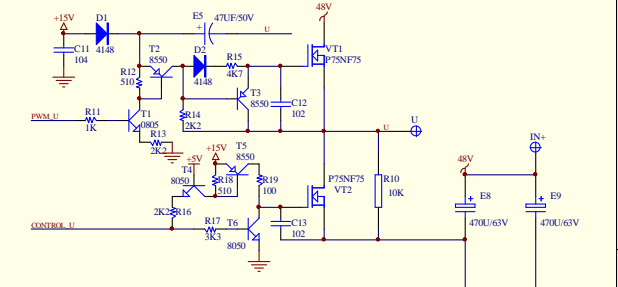 48V
+15V
D1
E5
47UF/50V
U
C11
104
4148
T2
8550
D2
R15
VT1
P75NF75
R12
510
4148
4K7
T3
8550
C12
102
PWM_U
R11
1K
T1
0805
R14
2K2
U
U
R13
2K2
IN+
T5
8550
+15V
+5V
T4
8050
R18
510
R19
100
P75NF75
VT2
R10
10K
48V
E8
E9
2K2
R16
470U/63V
470U/63V
CONTROL_U
R17
3K3
T6
8050
C13
102